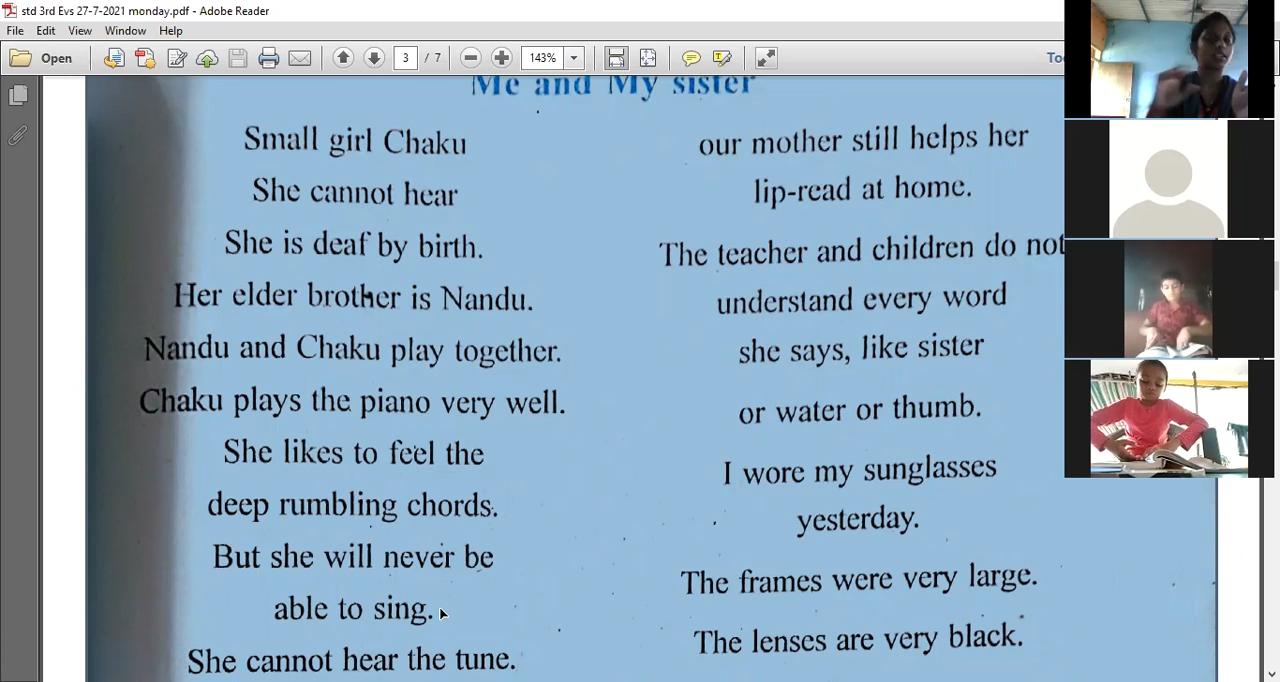 std 3rd Evs 27-7-2021 monday.pdf - Adobe Reader
File Edit View Window Help
Open 3 / 7 143%
Me and My sister
Small girl Chaku
She cannot hear
She is deaf by birth.
Her elder brother is Nandu.
Nandu and Chaku play together.
Chaku plays the piano very well.
She likes to feel the
deep rumbling chords.
But she will never be
able to sing.
She cannot hear the tune.
our mother still helps her
lip-read at home.
The teacher and children do not
understand every word
she says, like sister
or water or thumb.
I wore my sunglasses
yesterday.
The frames were very large.
The lenses are very black.